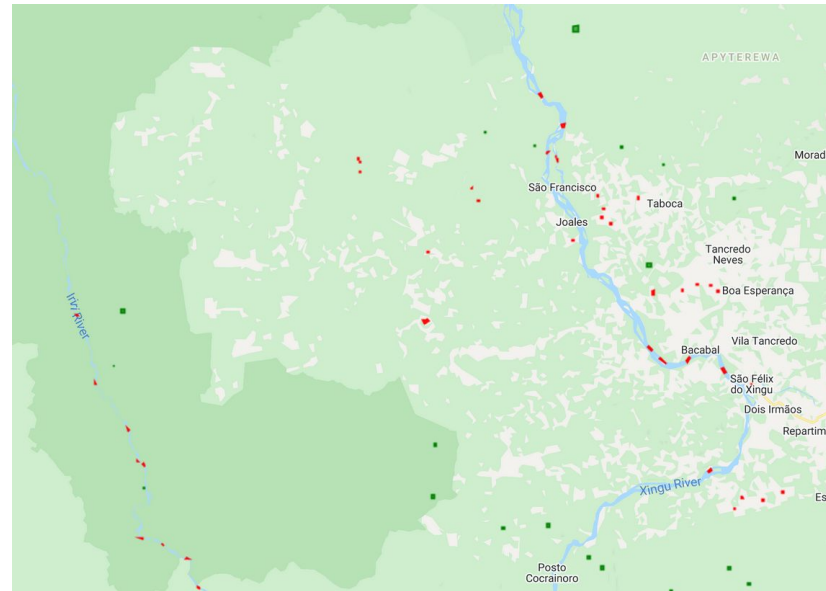 APYTEREWA
Morad
São Francisco
Taboca
Joales
Tancredo
Neves
Boa Esperança
Irivi River
Vila Tancredo
Bacabal
São Félix
do Xingu
Dois Irmãos
Repartim
Xingu River
Es
Posto
Cocrainoro